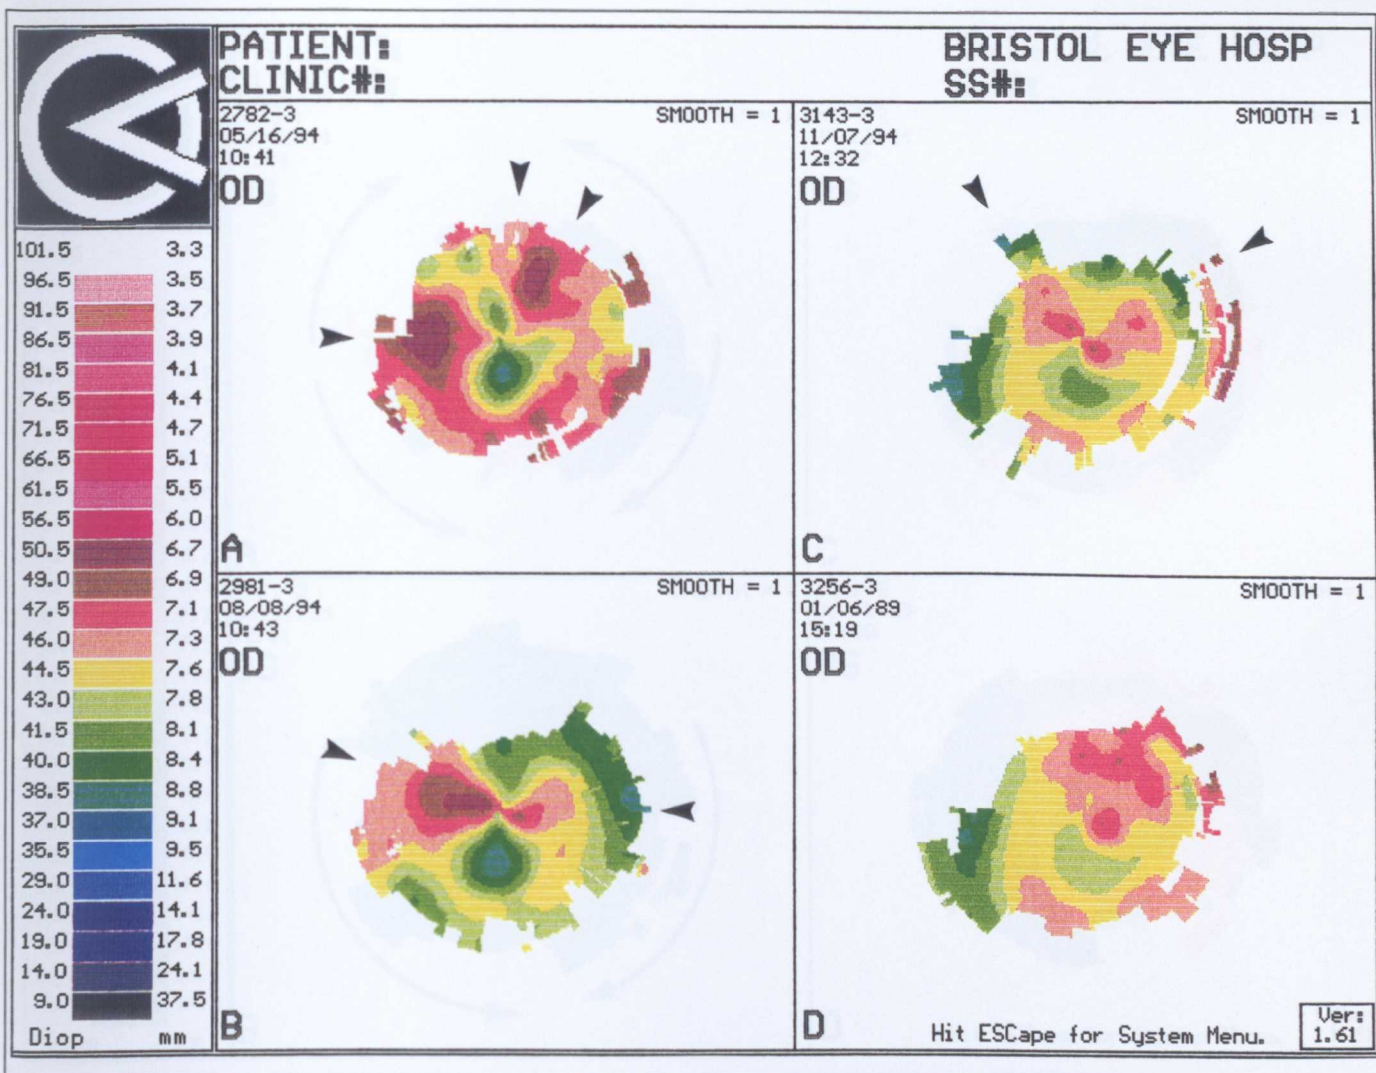 PATIENT:
CLINIC#:
BRISTOL EYE HOSP
SS#:
101.5 3.3
96.5 3.5
91.5 3.7
86.5 3.9
81.5 4.1
76.5 4.4
71.5 4.7
66.5 5.1
61.5 5.5
56.5 6.0
50.5 6.7
49.0 6.9
47.5 7.1
46.0 7.3
44.5 7.6
43.0 7.8
41.5 8.1
40.0 8.4
38.5 8.8
37.0 9.1
35.5 9.5
29.0 11.6
24.0 14.1
19.0 17.8
14.0 24.1
9.0 37.5
Diop mm
2782-3 SMOOTH = 1
05/16/94
10:41
OD
A
3143-3 SMOOTH = 1
11/07/94
12:32
OD
C
2981-3 SMOOTH = 1
08/08/94
10:43
OD
B
3256-3 SMOOTH = 1
01/06/89
15:19
OD
D
Hit ESCape for System Menu.
Ver:
1.61